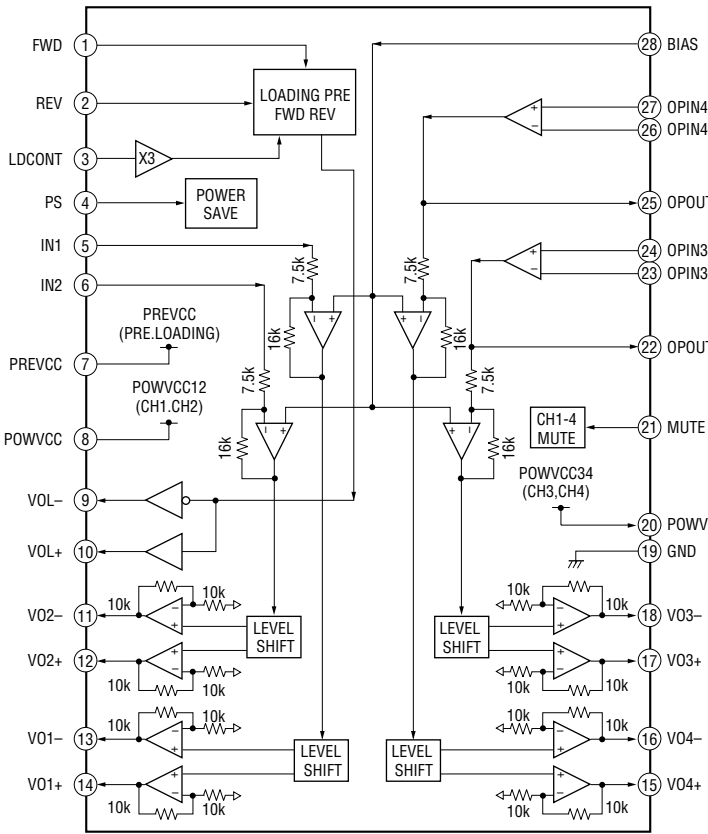 FWD 1
REV 2
LDCONT 3
PS 4
IN1 5
IN2 6
PREVCC 7
POWVCC 8
VOL– 9
VOL+ 10
VO2– 11
VO2+ 12
VO1– 13
VO1+ 14
28 BIAS
27 OPIN4
26 OPIN4
25 OPOUT
24 OPIN3
23 OPIN3
22 OPOUT
21 MUTE
20 POWV
19 GND
18 VO3–
17 VO3+
16 VO4–
15 VO4+
LOADING PRE
FWD REV
X3
POWER
SAVE
PREVCC
(PRE.LOADING)
POWVCC12
(CH1.CH2)
CH1-4
MUTE
POWVCC34
(CH3,CH4)
+
–
+
–
7.5k
7.5k
7.5k
7.5k
16k
16k
16k
16k
– +
+ –
– +
+ –
LEVEL
SHIFT
LEVEL
SHIFT
LEVEL
SHIFT
LEVEL
SHIFT
10k
10k
–
+
10k
10k
+
–
10k
10k
–
+
10k
10k
+
–
10k
10k
–
+
10k
10k
+
–
10k
10k
–
+
10k
10k
+
–